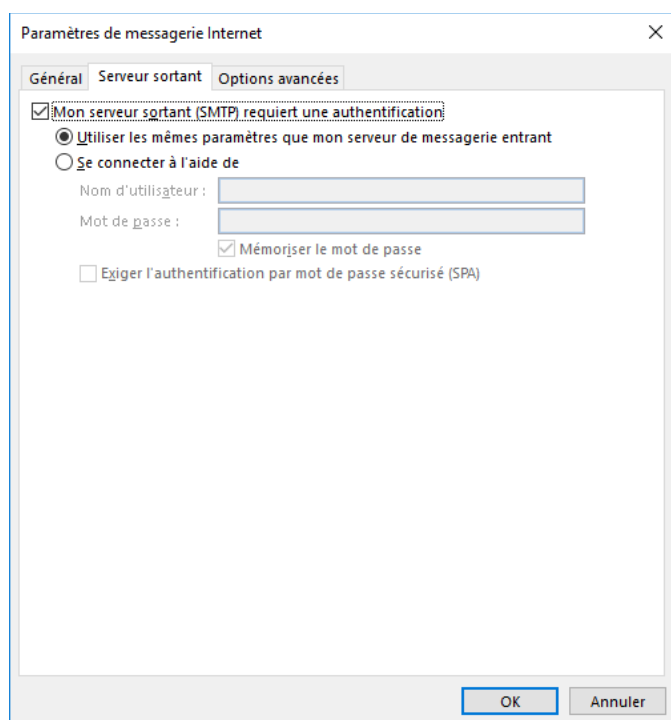 Paramètres de messagerie Internet
Général Serveur sortant Options avancées
Mon serveur sortant (SMTP) requiert une authentification
Utiliser les mêmes paramètres que mon serveur de messagerie entrant
Se connecter à l'aide de
Nom d'utilisateur :
Mot de passe :
Mémoriser le mot de passe
Exiger l'authentification par mot de passe sécurisé (SPA)
OK Annuler